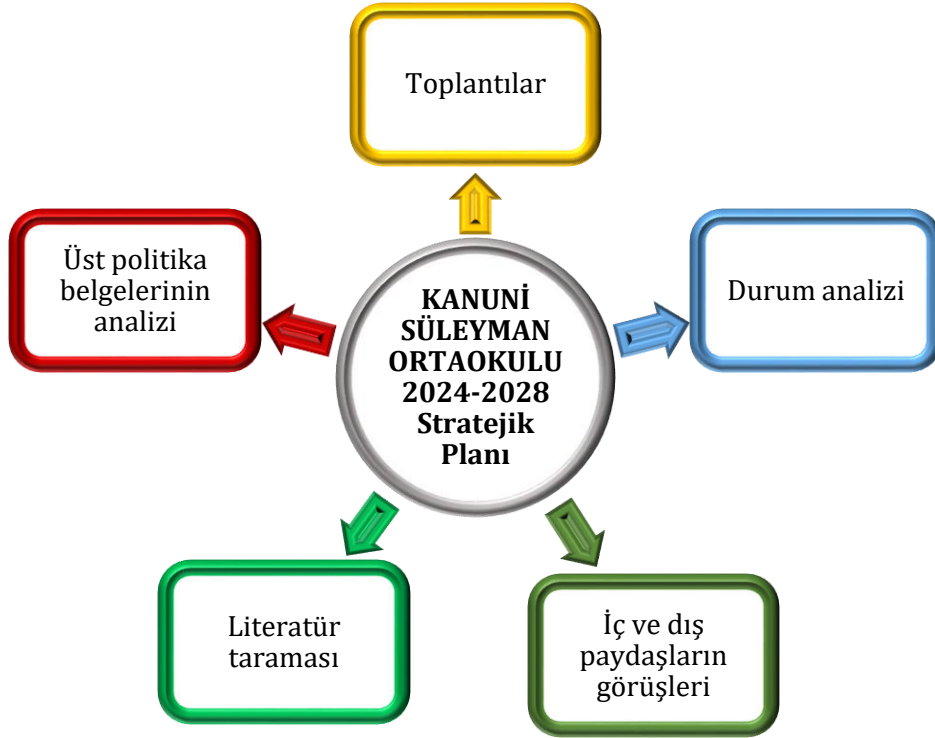 Toplantılar
Üst politika
belgelerinin
analizi
KANUNİ
SÜLEYMAN
ORTAOKULU
2024-2028
Stratejik
Planı
Durum analizi
Literatür
taraması
İç ve dış
paydaşların
görüşleri